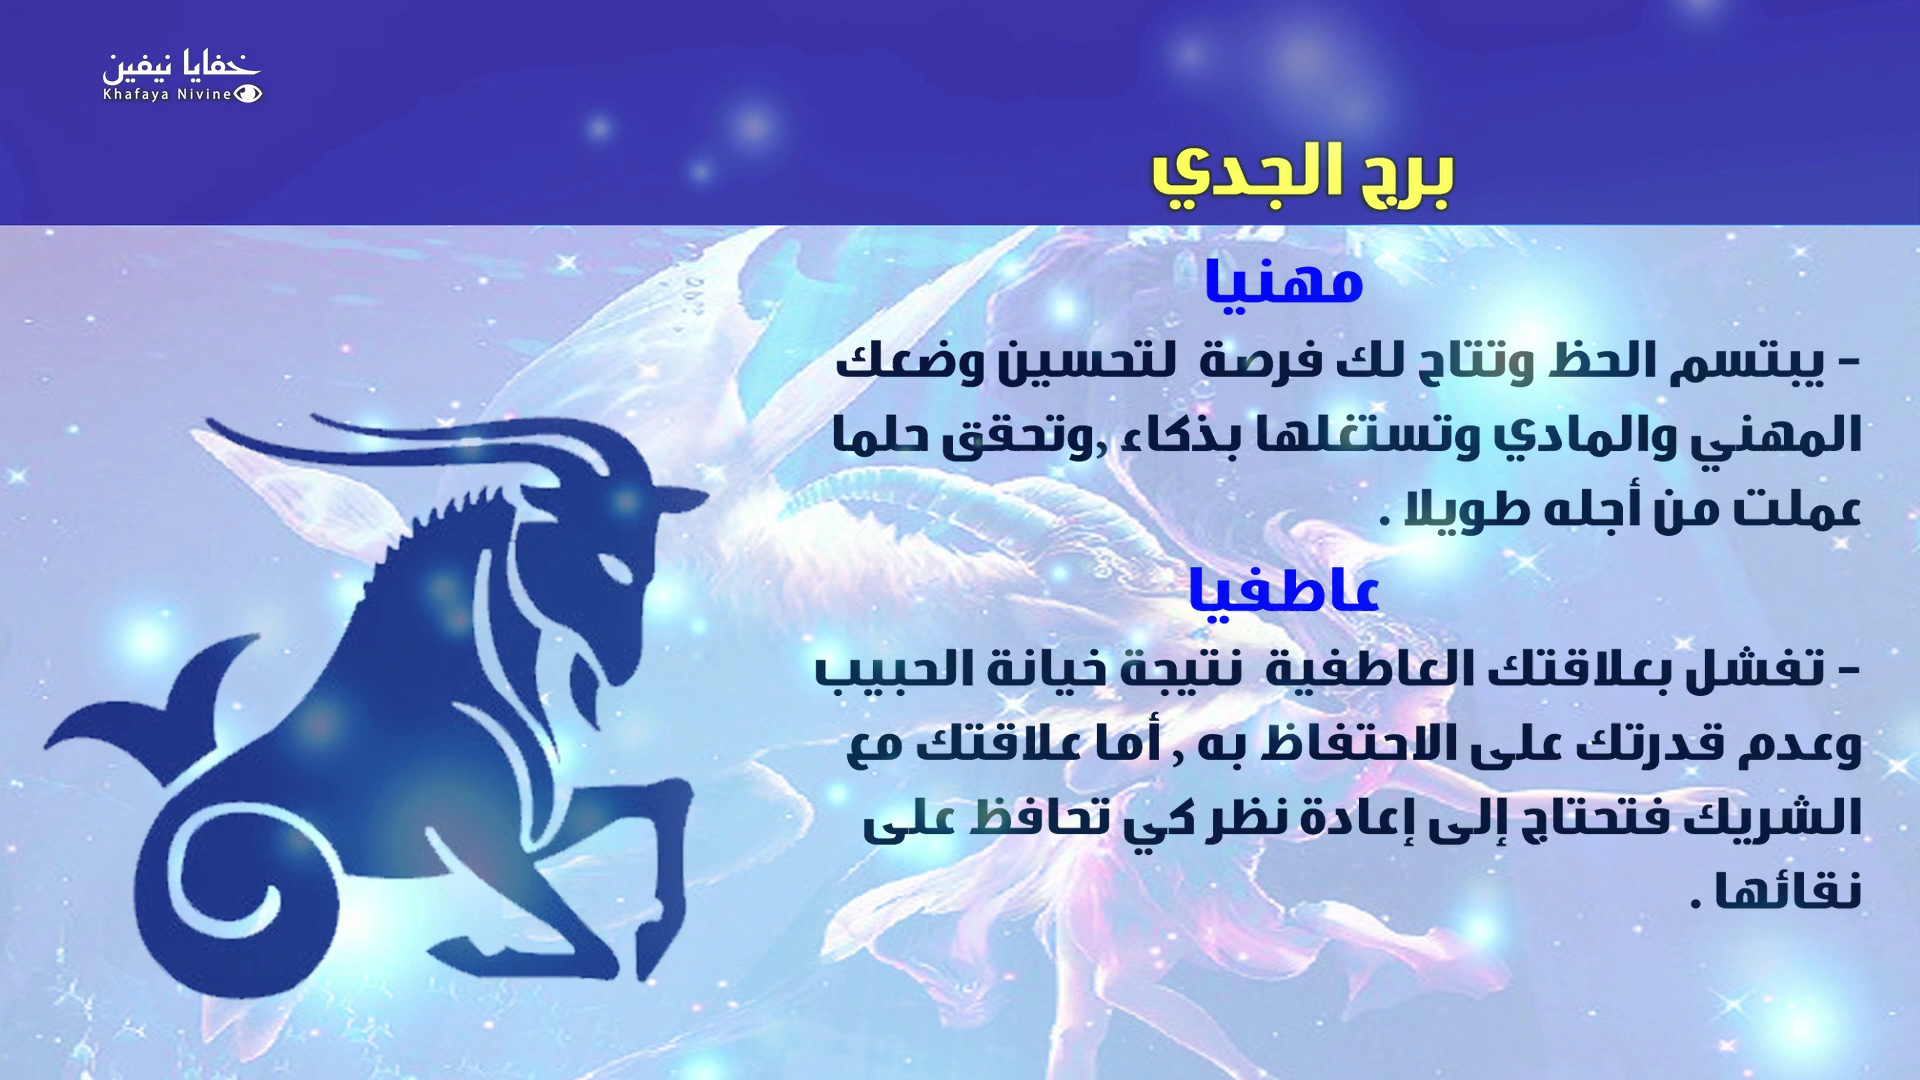 خفايا نيفين
Khafaya Nivine
برج الجدي
مهنيا
- يبتسم الحظ وتتاح لك فرصة لتحسين وضعك
المهني والمادي وتستغلها بذكاء ,وتحقق حلما
عملت من أجله طويلا .
عاطفيا
- تفشل بعلاقتك العاطفية نتيجة خيانة الحبيب
وعدم قدرتك على الاحتفاظ به , أما علاقتك مع
الشريك فتحتاج إلى إعادة نظر كي تحافظ على
نقائها .